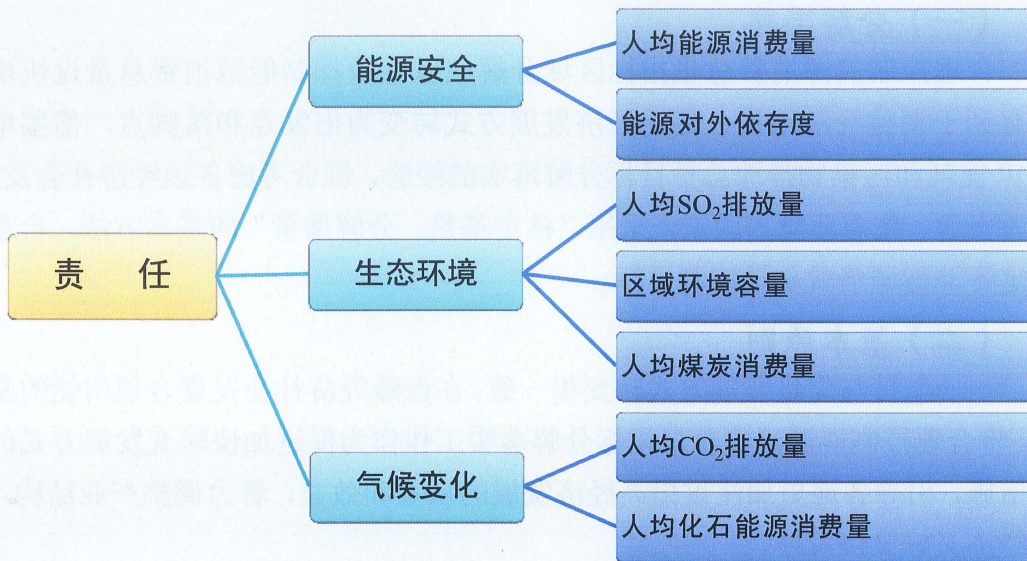 能源安全
人均能源消费量
能源对外依存度
责 任
生态环境
人均SO₂排放量
区域环境容量
人均煤炭消费量
气候变化
人均CO₂排放量
人均化石能源消费量